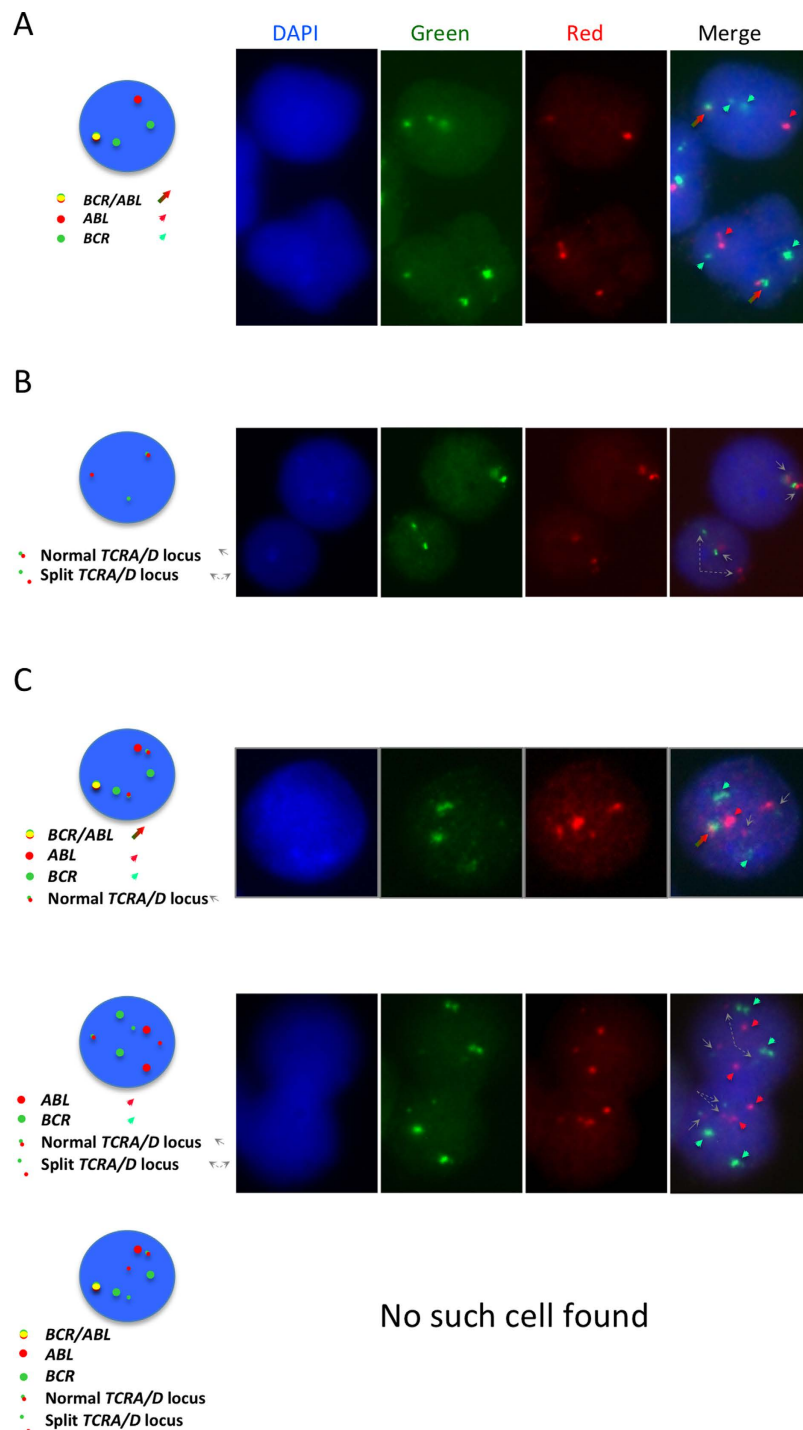 A
DAPI
Green
Red
Merge
BCR/ABL
ABL
BCR
B
Normal TCRA/D locus
Split TCRA/D locus
C
BCR/ABL
ABL
BCR
Normal TCRA/D locus
ABL
BCR
Normal TCRA/D locus
Split TCRA/D locus
No such cell found
BCR/ABL
ABL
BCR
Normal TCRA/D locus
Split TCRA/D locus